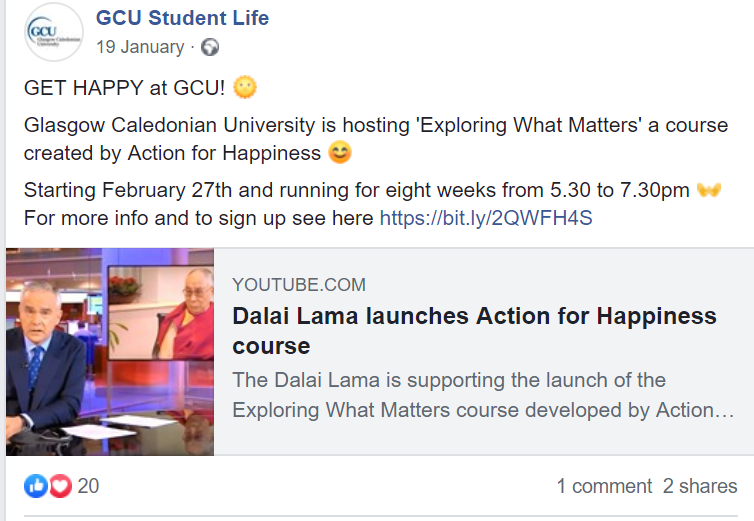 GCU
Glasgow Caledonian
University
GCU Student Life
19 January ·
GET HAPPY at GCU! 😶
Glasgow Caledonian University is hosting 'Exploring What Matters' a course
created by Action for Happiness 😊
Starting February 27th and running for eight weeks from 5.30 to 7.30pm 👐
For more info and to sign up see here https://bit.ly/2QWFH4S
YOUTUBE.COM
Dalai Lama launches Action for Happiness
course
The Dalai Lama is supporting the launch of the
Exploring What Matters course developed by Action...
20
1 comment 2 shares